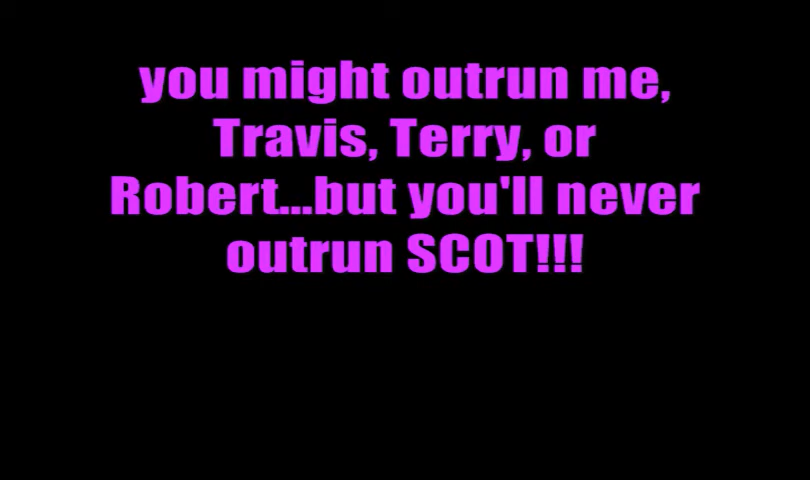 you might outrun me,
Travis, Terry, or
Robert...but you'll never
outrun SCOT!!!